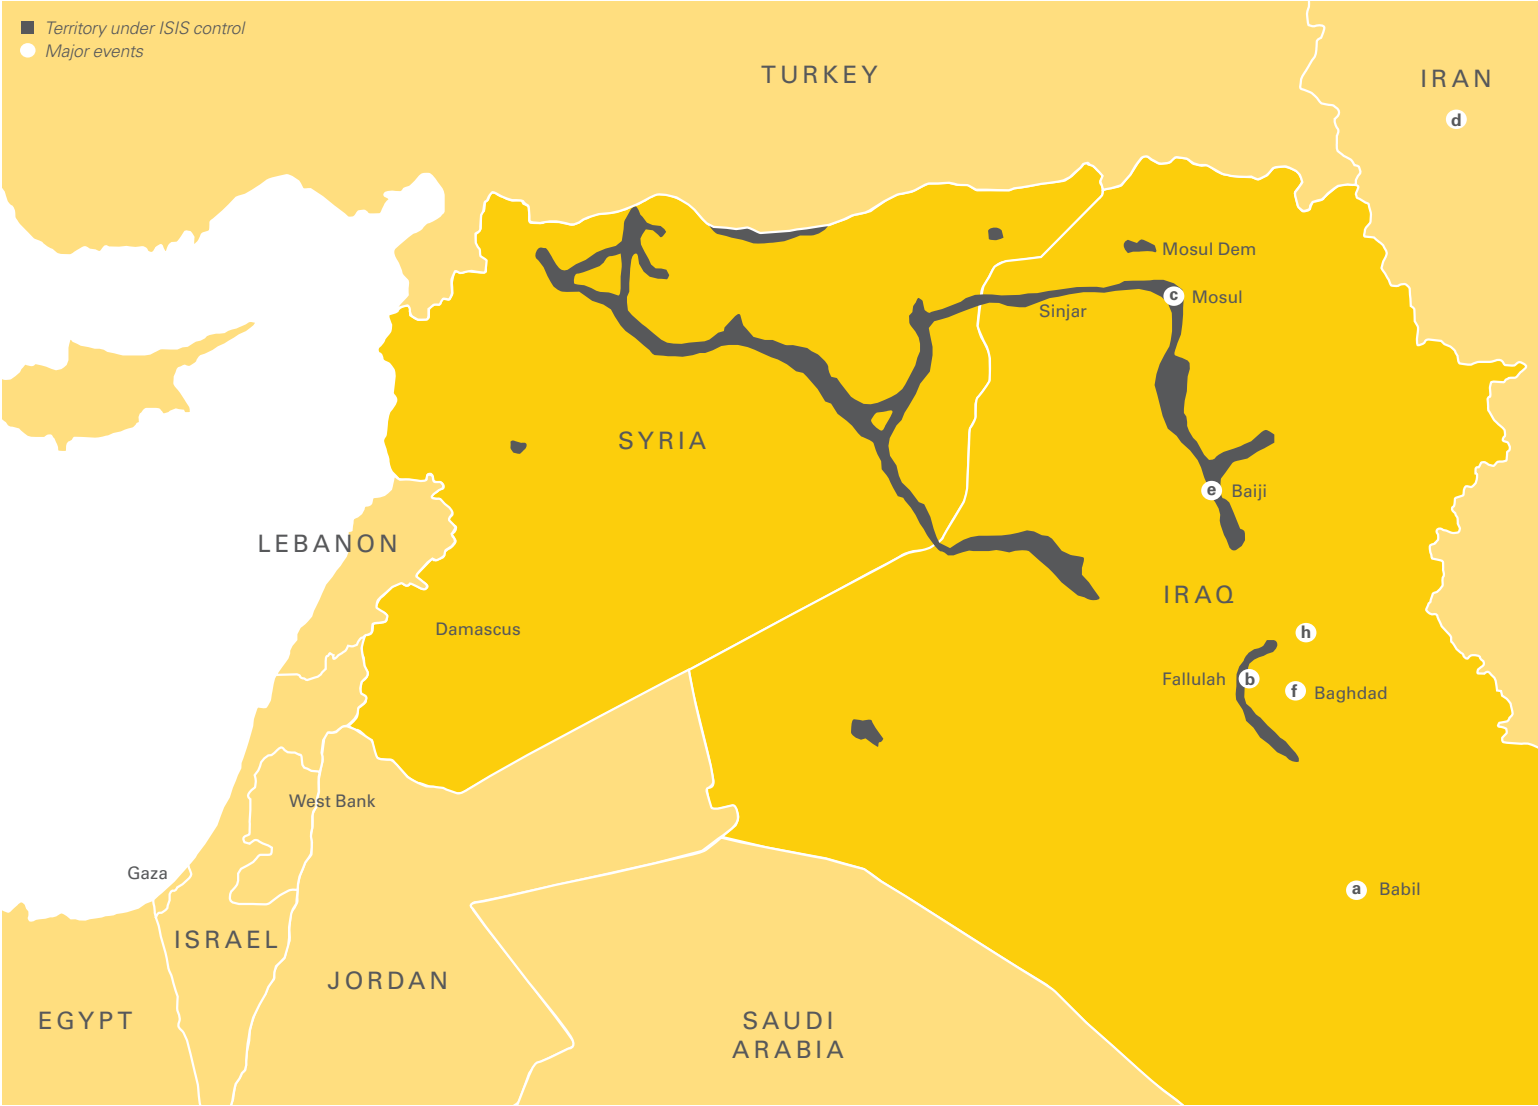 Territory under ISIS control
Major events
TURKEY
IRAN
d
Mosul Dem
c Mosul
Sinjar
SYRIA
e Baiji
LEBANON
IRAQ
Damascus
h
Fallulah b
f Baghdad
West Bank
Gaza
a Babil
ISRAEL
JORDAN
EGYPT
SAUDI
ARABIA